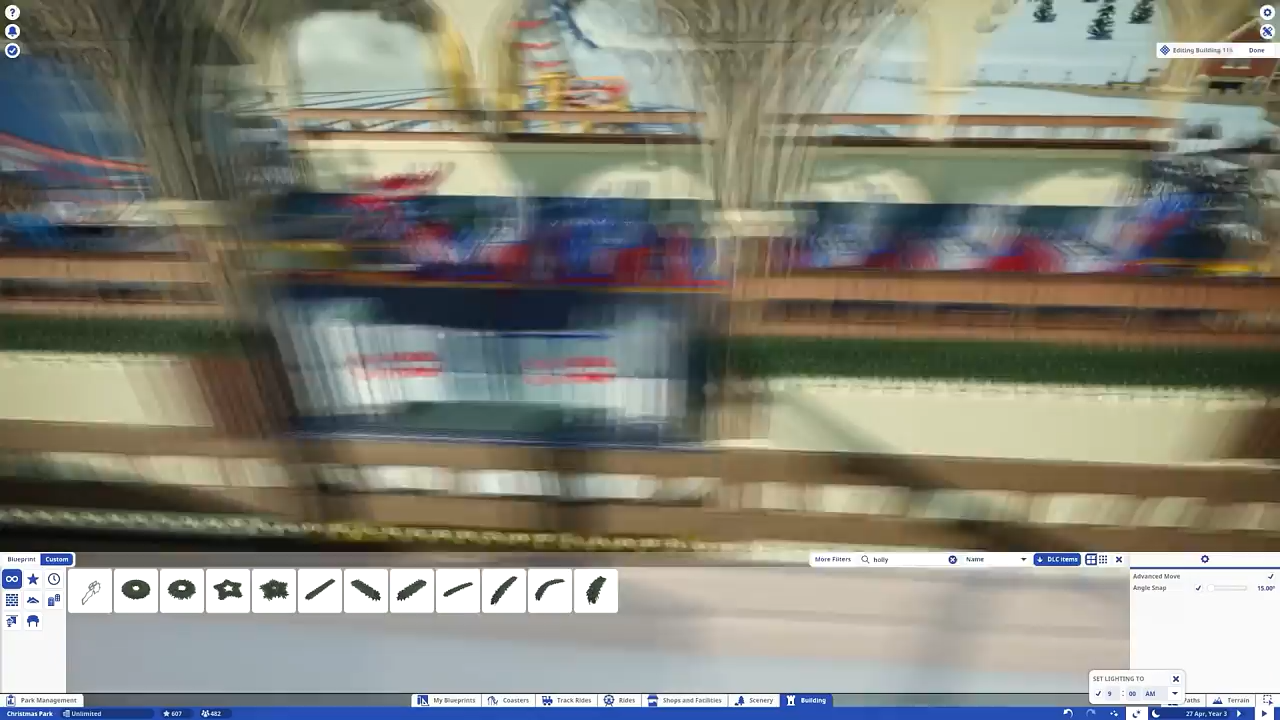 ?
Editing Building 116 Done
Blueprint Custom
More Filters holly Name DLC items
Advanced Move
Angle Snap 15.00°
SET LIGHTING TO
9 : 00 AM
Park Management My Blueprints Coasters Track Rides Rides Shops and Facilities Scenery Building Paths Terrain
Christmas Park Unlimited 607 482 27 Apr, Year 3